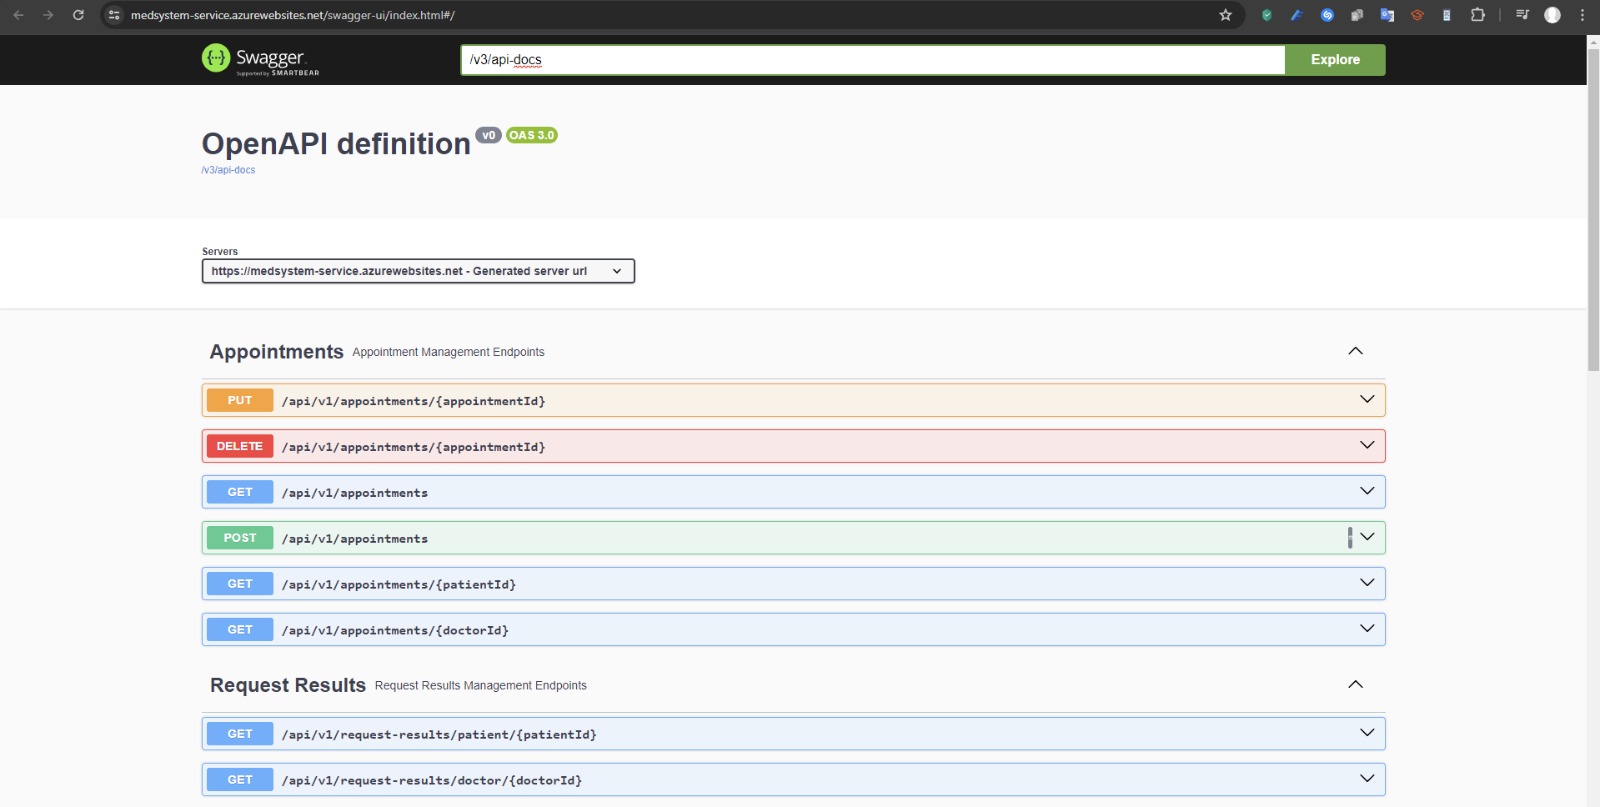 medsystem-service.azurewebsites.net/swagger-ui/index.html#/
Swagger
Supported by SMARTBEAR
/v3/api-docs
Explore
OpenAPI definition v0 OAS 3.0
/v3/api-docs
Servers
https://medsystem-service.azurewebsites.net - Generated server url
Appointments Appointment Management Endpoints
PUT /api/v1/appointments/{appointmentId}
DELETE /api/v1/appointments/{appointmentId}
GET /api/v1/appointments
POST /api/v1/appointments
GET /api/v1/appointments/{patientId}
GET /api/v1/appointments/{doctorId}
Request Results Request Results Management Endpoints
GET /api/v1/request-results/patient/{patientId}
GET /api/v1/request-results/doctor/{doctorId}